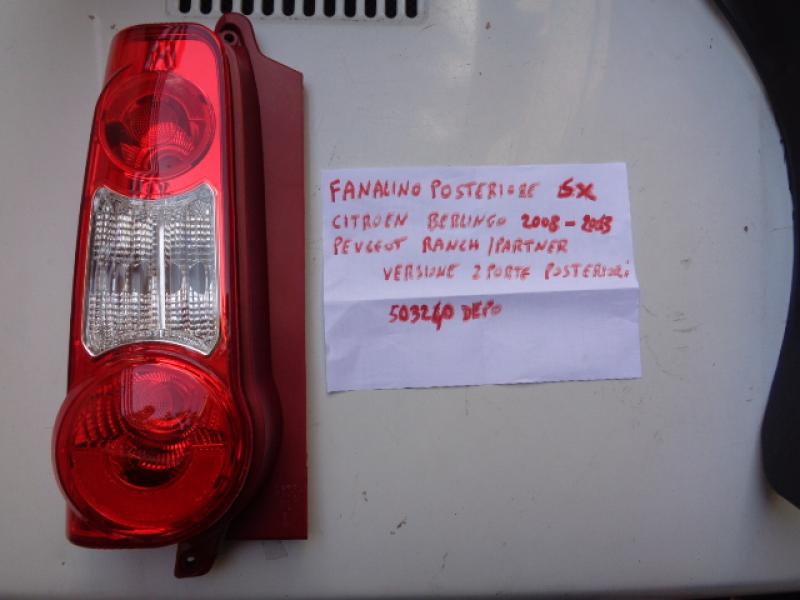 FANALINO POSTERIORE SX
CITROEN BERLINGO 2008-2013
PEUGEOT RANCH/PARTNER
VERSIONE 2 PORTE POSTERIORI
503240 DEPO